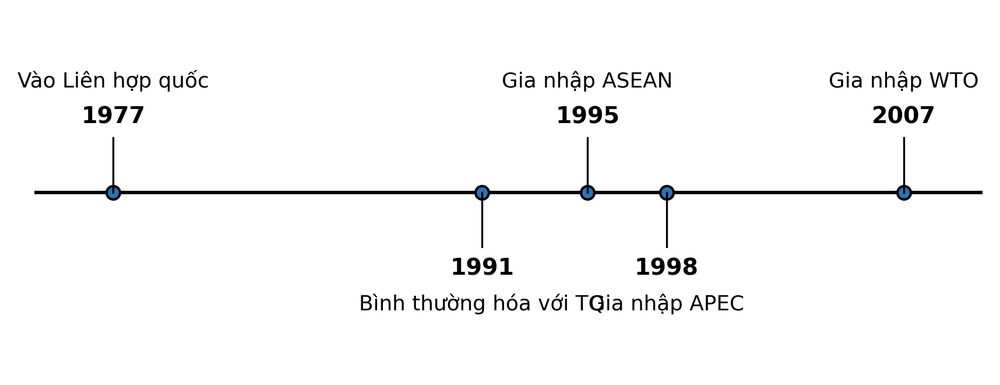 Vào Liên hợp quốc
1977
Gia nhập ASEAN
1995
Gia nhập WTO
2007
1991
Bình thường hóa với TQ
1998
Gia nhập APEC